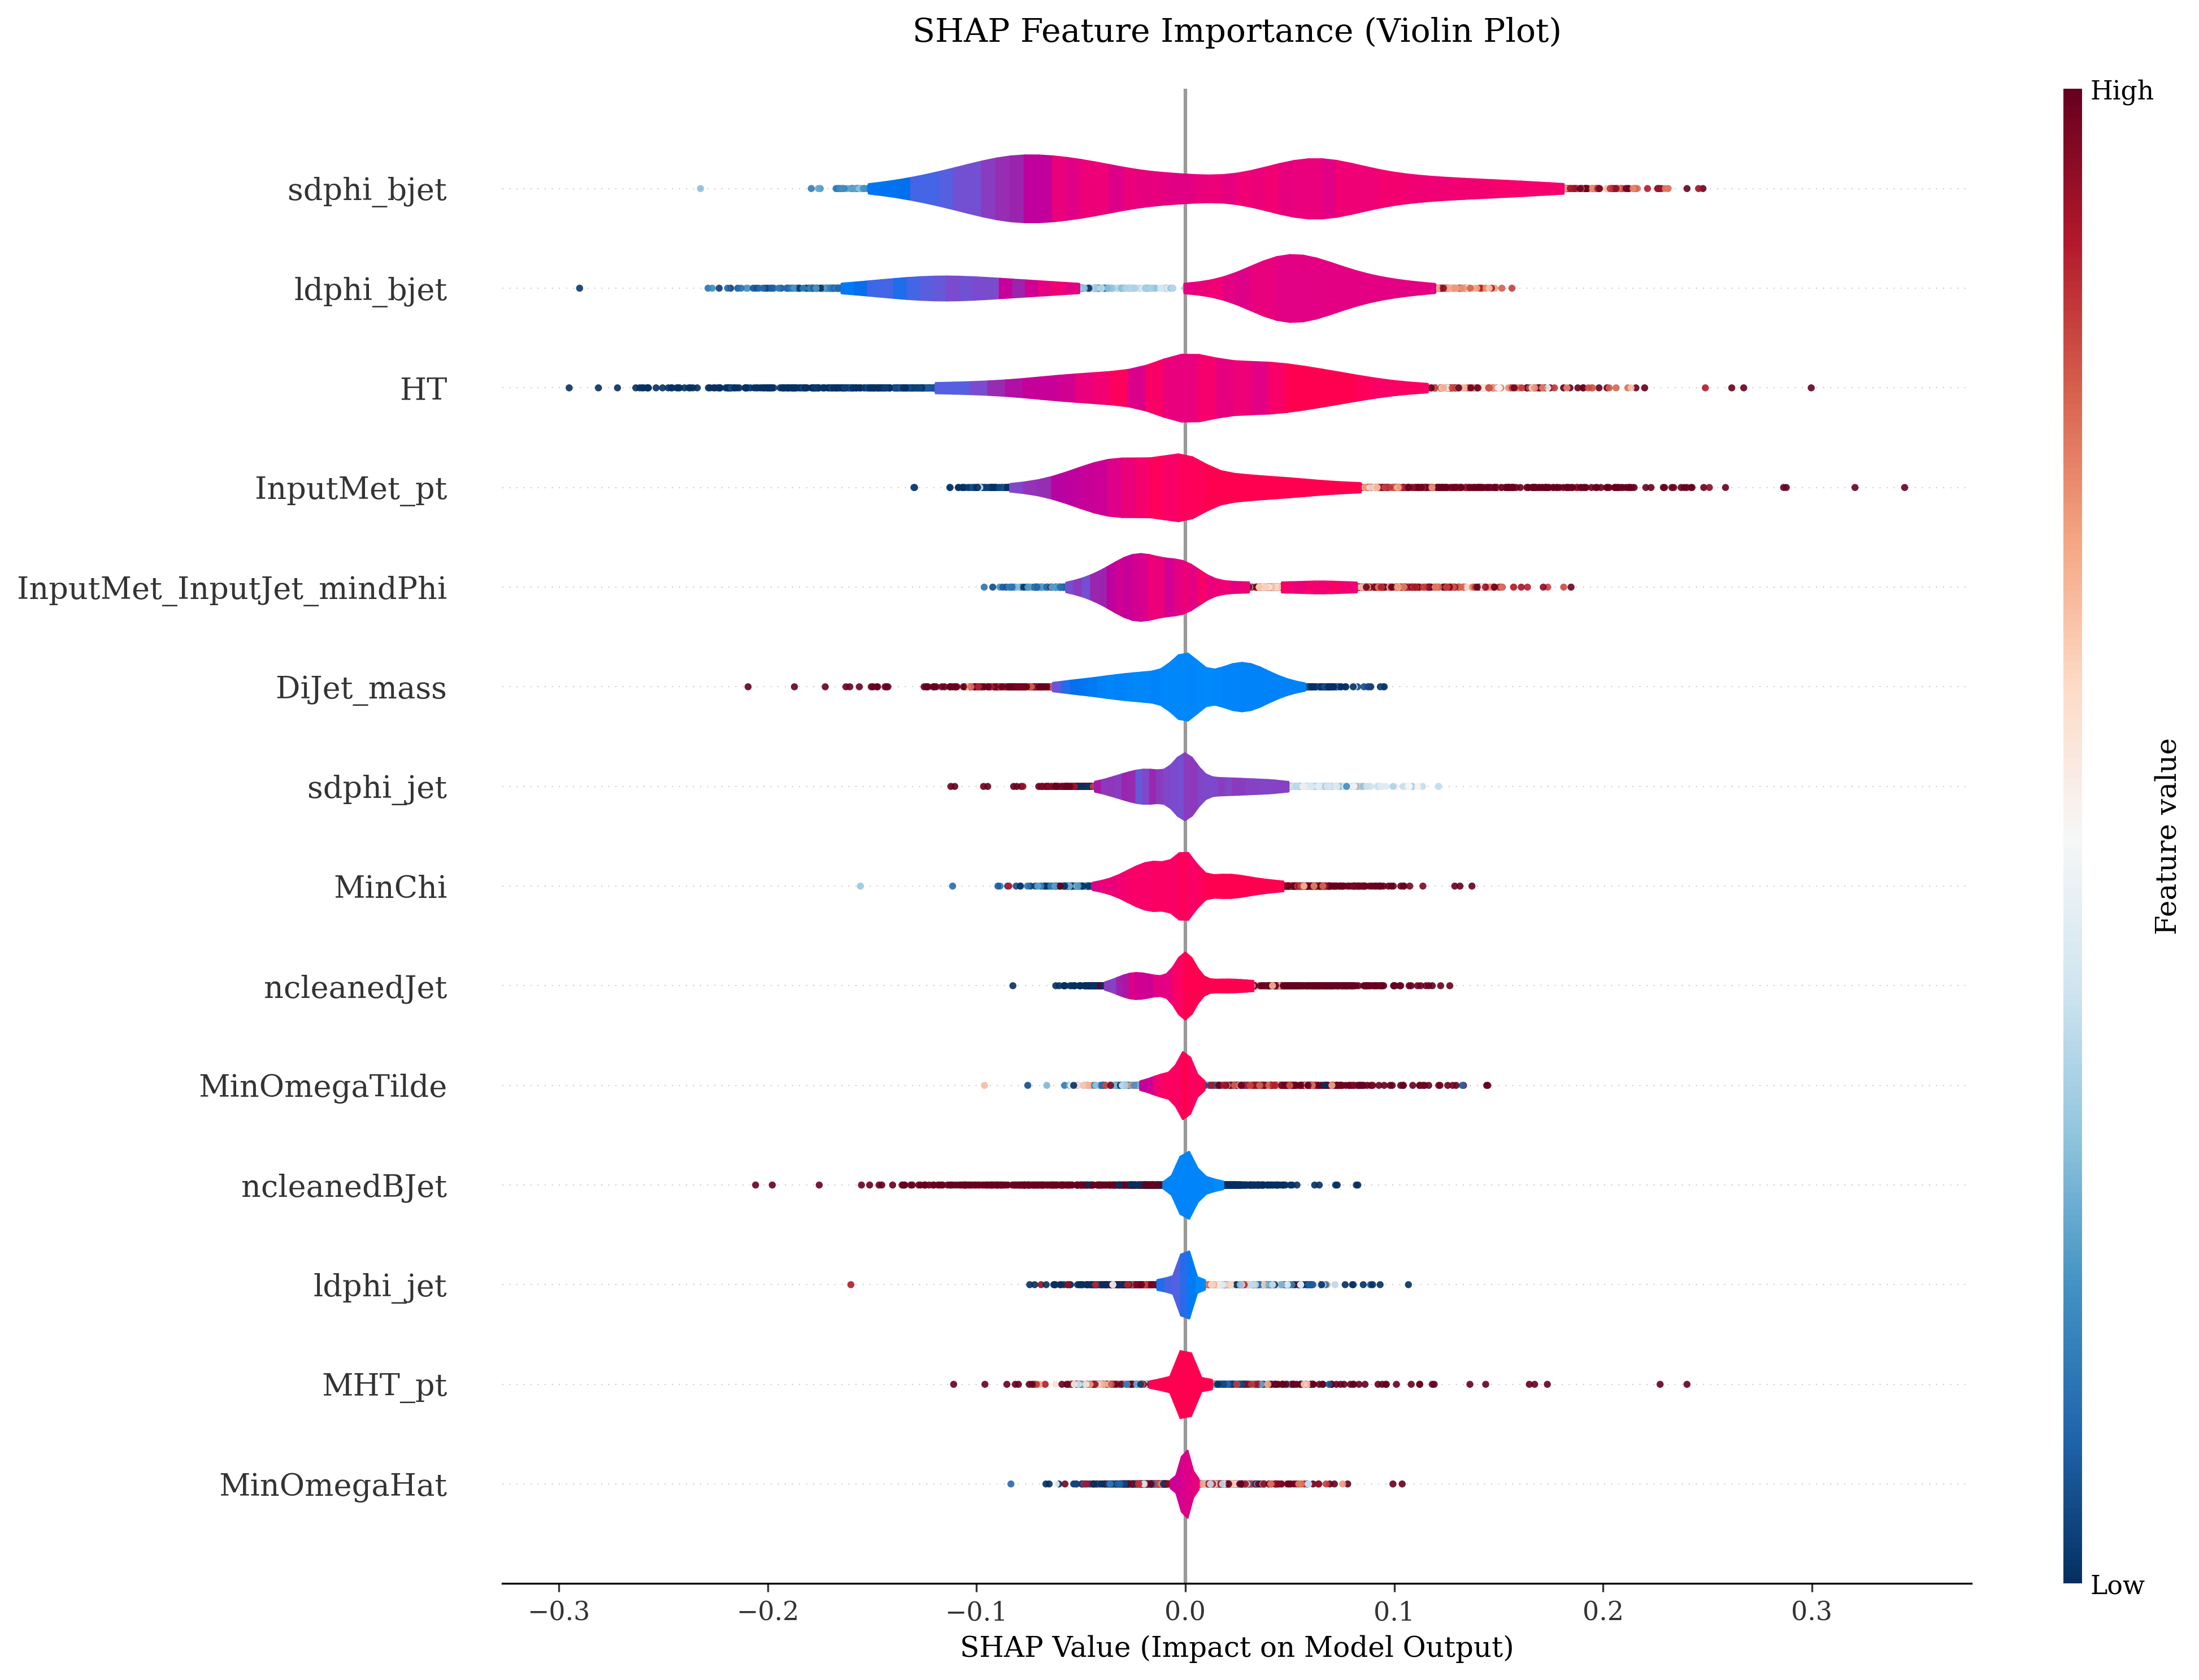 SHAP Feature Importance (Violin Plot)
High
sdphi_bjet
ldphi_bjet
HT
InputMet_pt
InputMet_InputJet_mindPhi
DiJet_mass
sdphi_jet
MinChi
ncleanedJet
MinOmegaTilde
ncleanedBJet
ldphi_jet
MHT_pt
MinOmegaHat
Feature value
Low
−0.3 −0.2 −0.1 0.0 0.1 0.2 0.3
SHAP Value (Impact on Model Output)